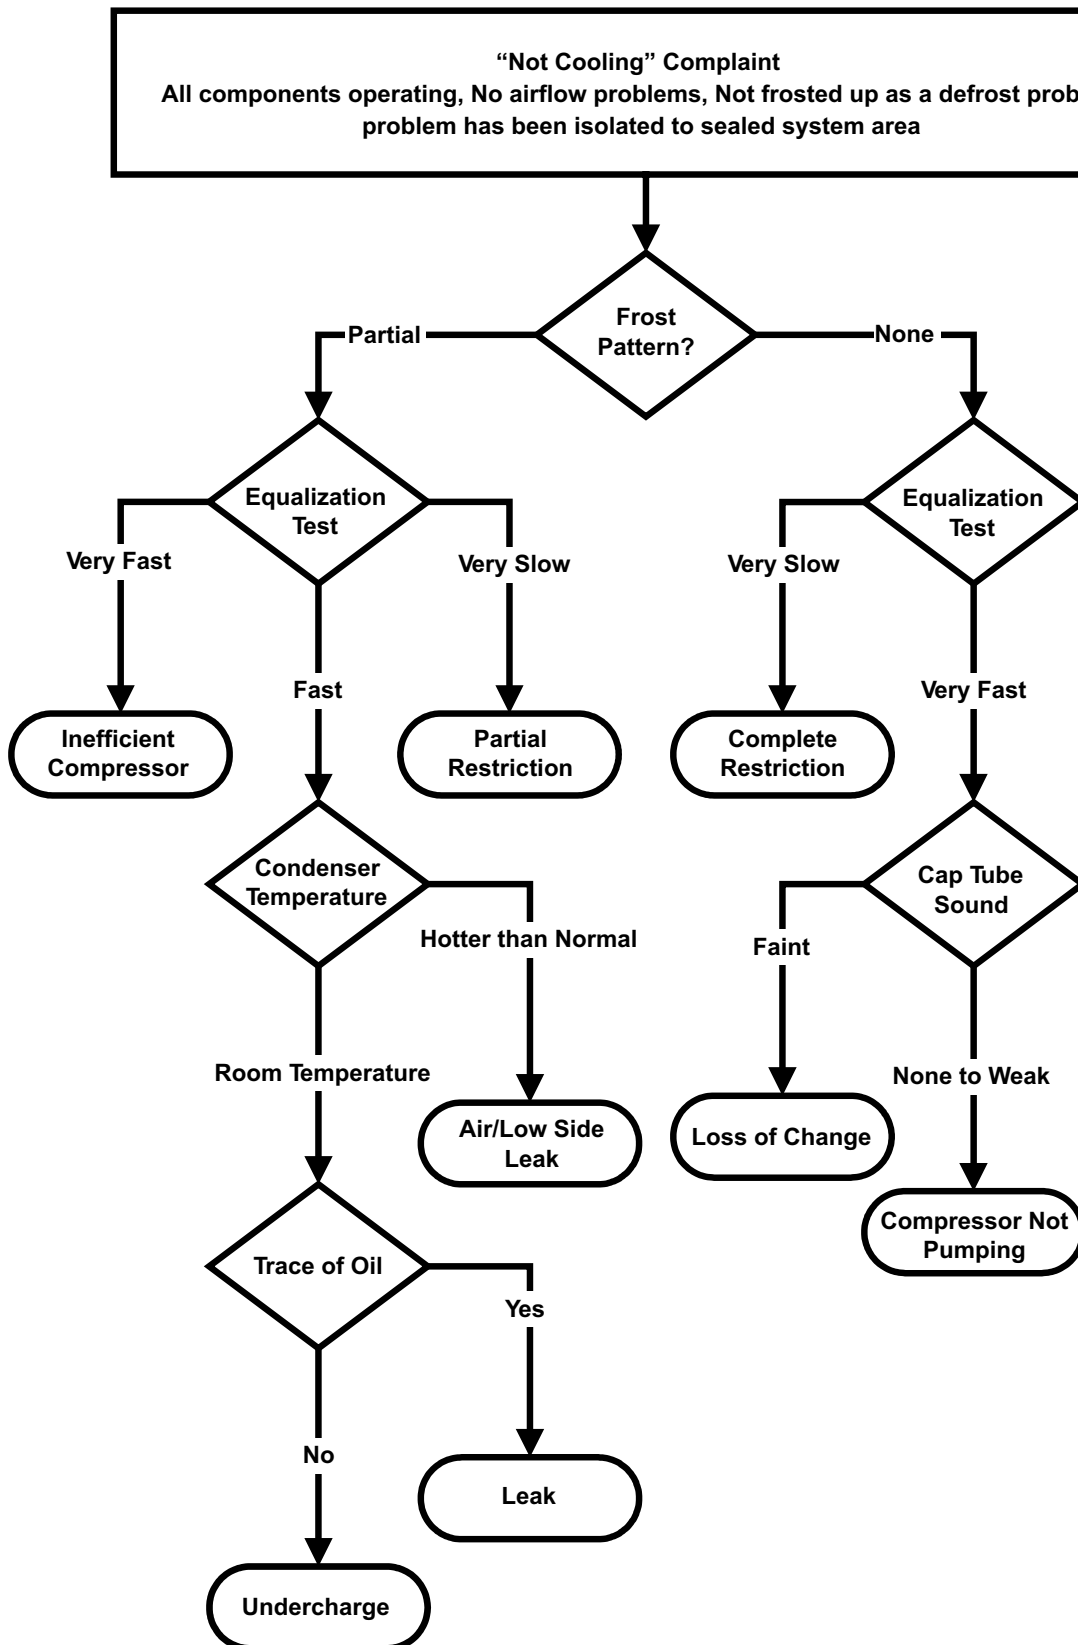 “Not Cooling” Complaint
All components operating, No airflow problems, Not frosted up as a defrost prob
problem has been isolated to sealed system area
Frost
Pattern?
Partial
None
Equalization
Test
Equalization
Test
Very Fast
Very Slow
Very Slow
Fast
Very Fast
Inefficient
Compressor
Partial
Restriction
Complete
Restriction
Condenser
Temperature
Cap Tube
Sound
Hotter than Normal
Faint
Room Temperature
None to Weak
Air/Low Side
Leak
Loss of Change
Compressor Not
Pumping
Trace of Oil
Yes
No
Leak
Undercharge